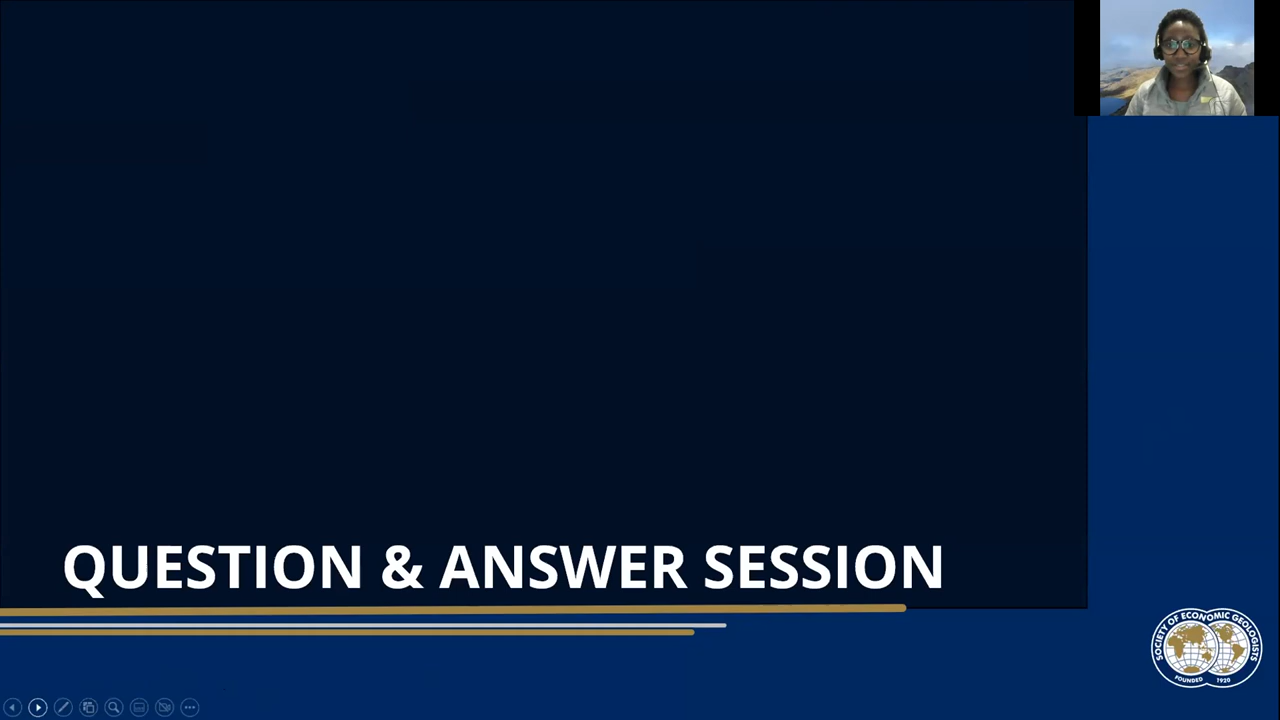 QUESTION & ANSWER SESSION
SOCIETY OF ECONOMIC GEOLOGISTS
FOUNDED 1920